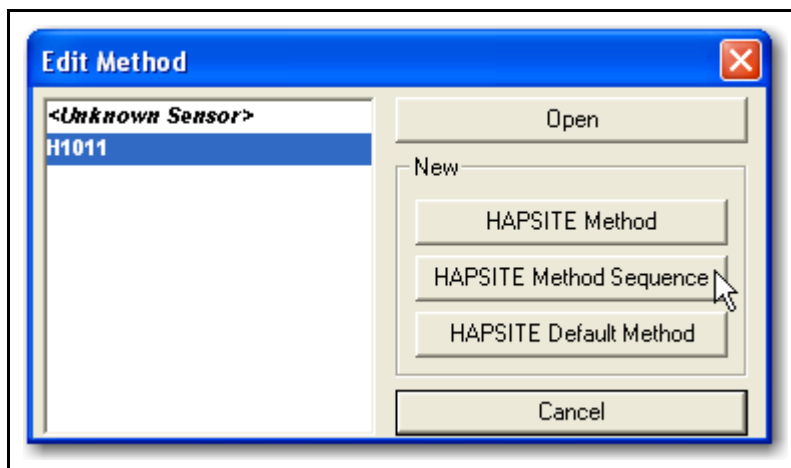 Edit Method
<Unknown Sensor>
H1011
Open
New
HAPSITE Method
HAPSITE Method Sequence
HAPSITE Default Method
Cancel